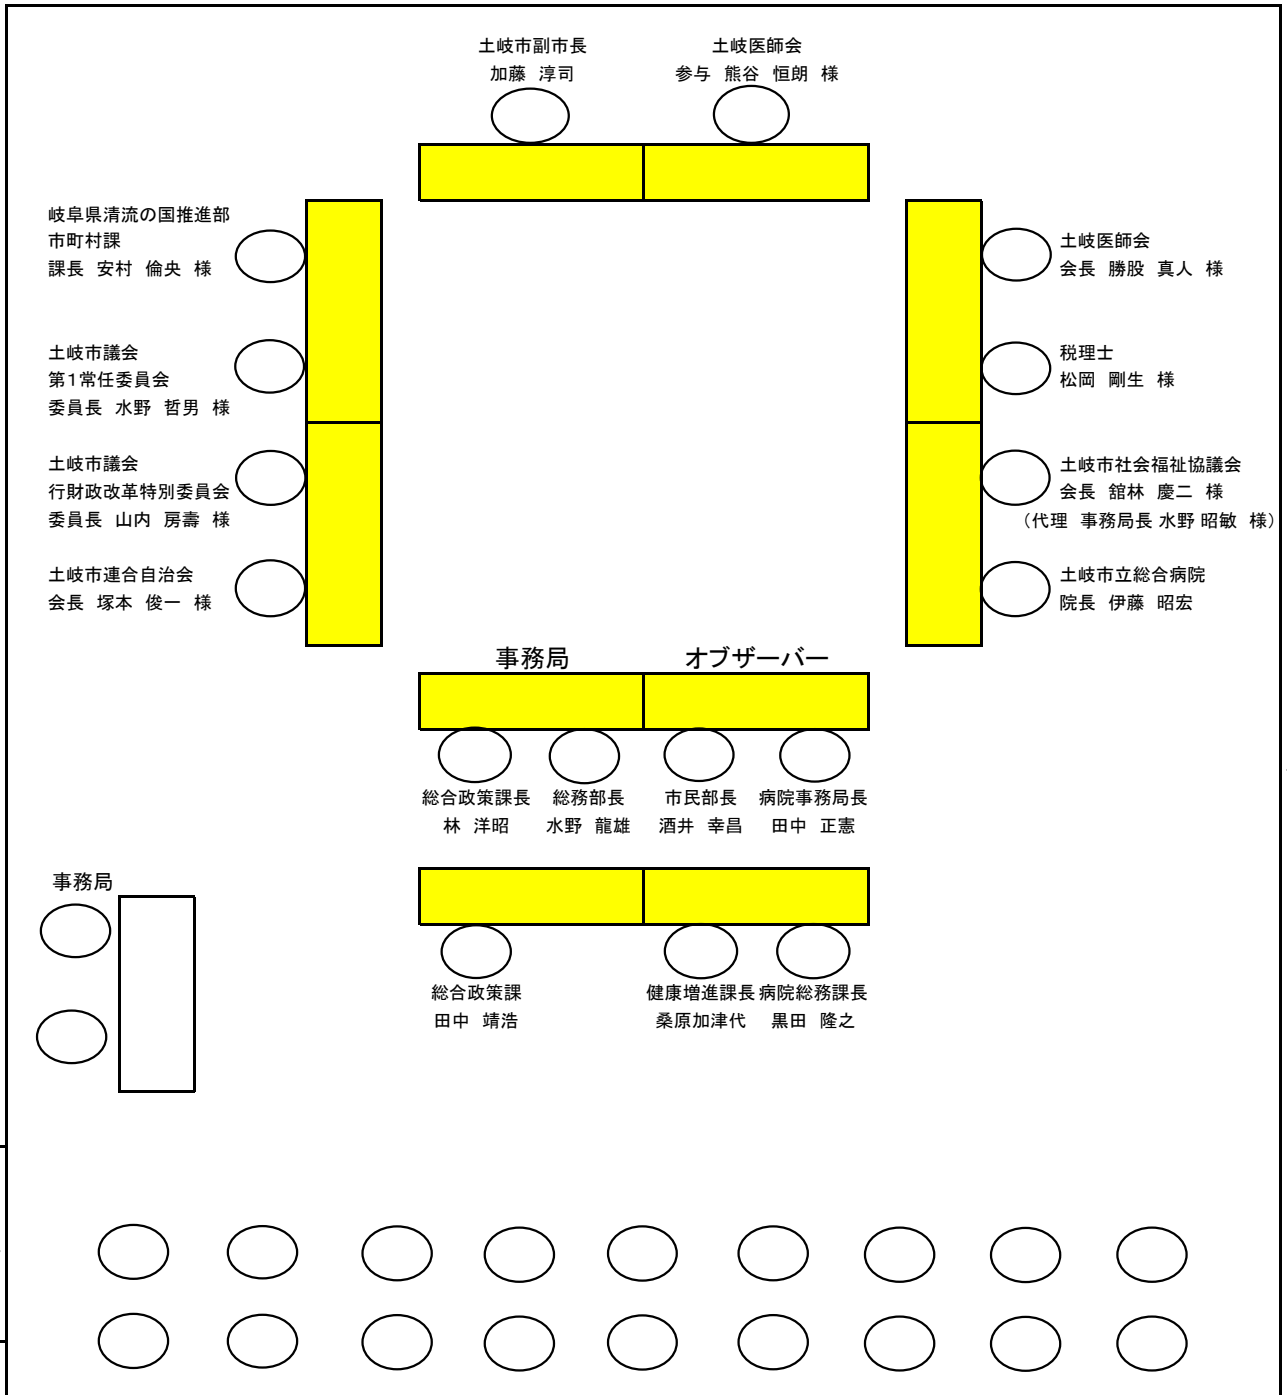 土岐市副市長
加藤 淳司
土岐医師会
参与 熊谷 恒朗 様
岐阜県清流の国推進部
市町村課
課長 安村 倫央 様
土岐市議会
第1常任委員会
委員長 水野 哲男 様
土岐市議会
行財政改革特別委員会
委員長 山内 房壽 様
土岐市連合自治会
会長 塚本 俊一 様
土岐医師会
会長 勝股 真人 様
税理士
松岡 剛生 様
土岐市社会福祉協議会
会長 舘林 慶二 様
（代理 事務局長 水野 昭敏 様）
土岐市立総合病院
院長 伊藤 昭宏
事務局
オブザーバー
総合政策課長
林 洋昭
総務部長
水野 龍雄
市民部長
酒井 幸昌
病院事務局長
田中 正憲
事務局
総合政策課
田中 靖浩
健康増進課長
桑原加津代
病院総務課長
黒田 隆之